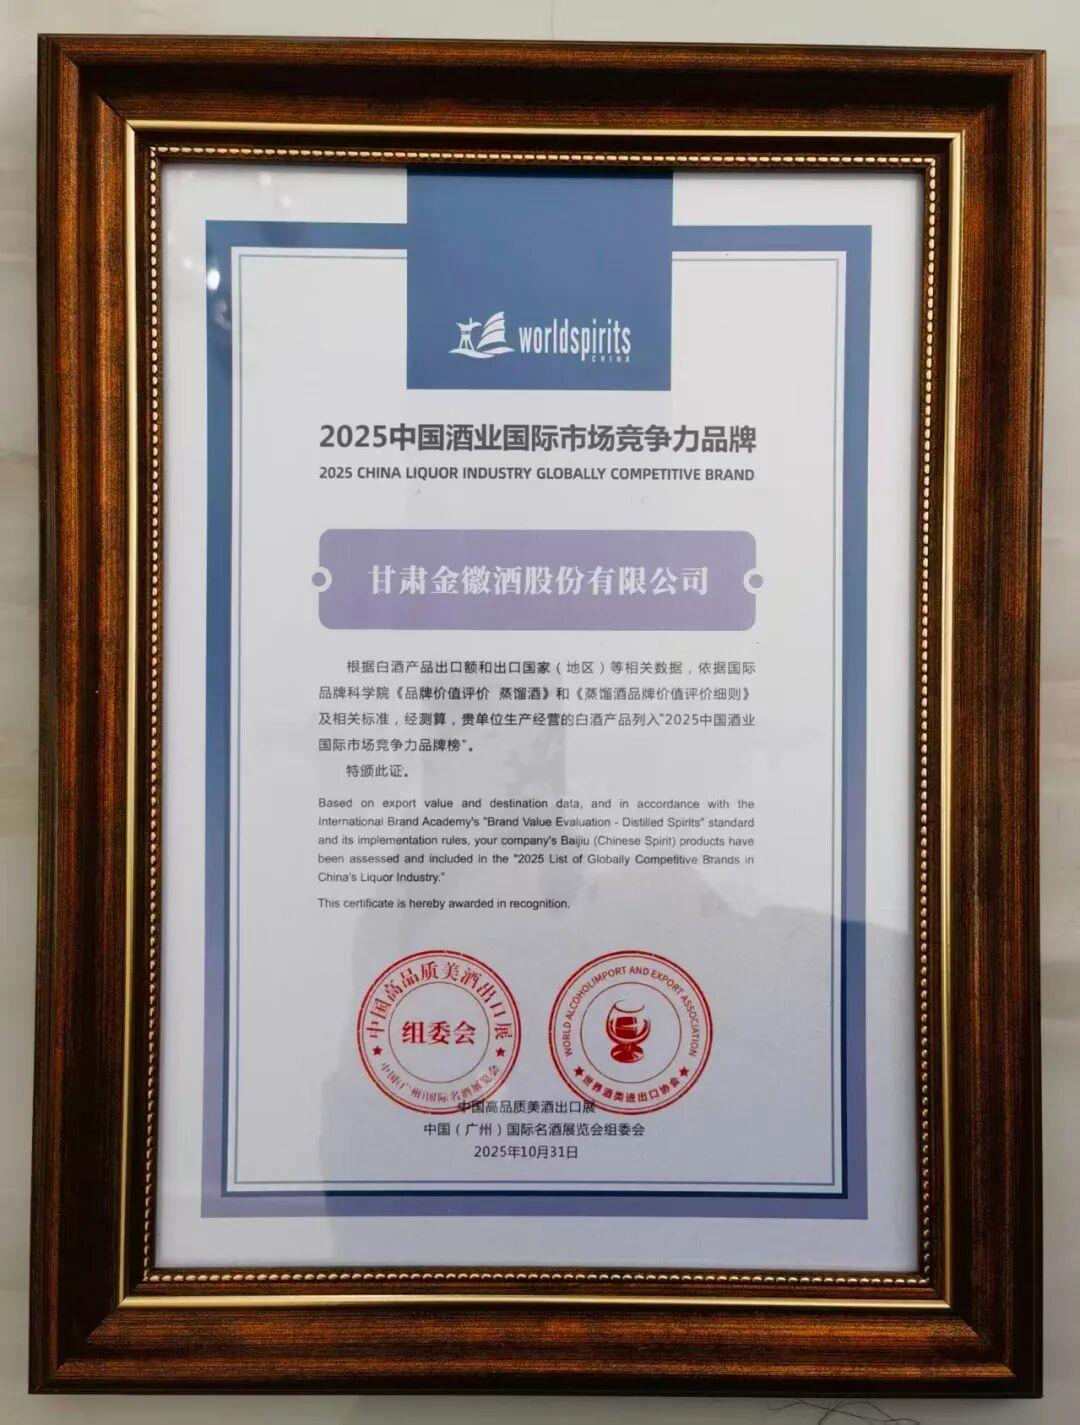 worldspirits
CHINA
2025中国酒业国际市场竞争力品牌
2025 CHINA LIQUOR INDUSTRY GLOBALLY COMPETITIVE BRAND
甘肃金徽酒股份有限公司
根据白酒产品出口额和出口国家（地区）等相关数据，依据国际
品牌科学院《品牌价值评价 蒸馏酒》和《蒸馏酒品牌价值评价细则》
及相关标准，经测算，贵单位生产经营的白酒产品列入“2025中国酒业
国际市场竞争力品牌榜”。
特颁此证。
Based on export value and destination data, and in accordance with the
International Brand Academy's "Brand Value Evaluation - Distilled Spirits" standard
and its implementation rules, your company's Baijiu (Chinese Spirit) products have
been assessed and included in the "2025 List of Globally Competitive Brands in
China's Liquor Industry."
This certificate is hereby awarded in recognition.
中国高品质美酒出口展
组委会
中国(广州)国际名酒展览会
WORLD ALCOHOLIMPORT AND EXPORT ASSOCIATION
世界酒类进出口协会
中国高品质美酒出口展
中国（广州）国际名酒展览会组委会
2025年10月31日